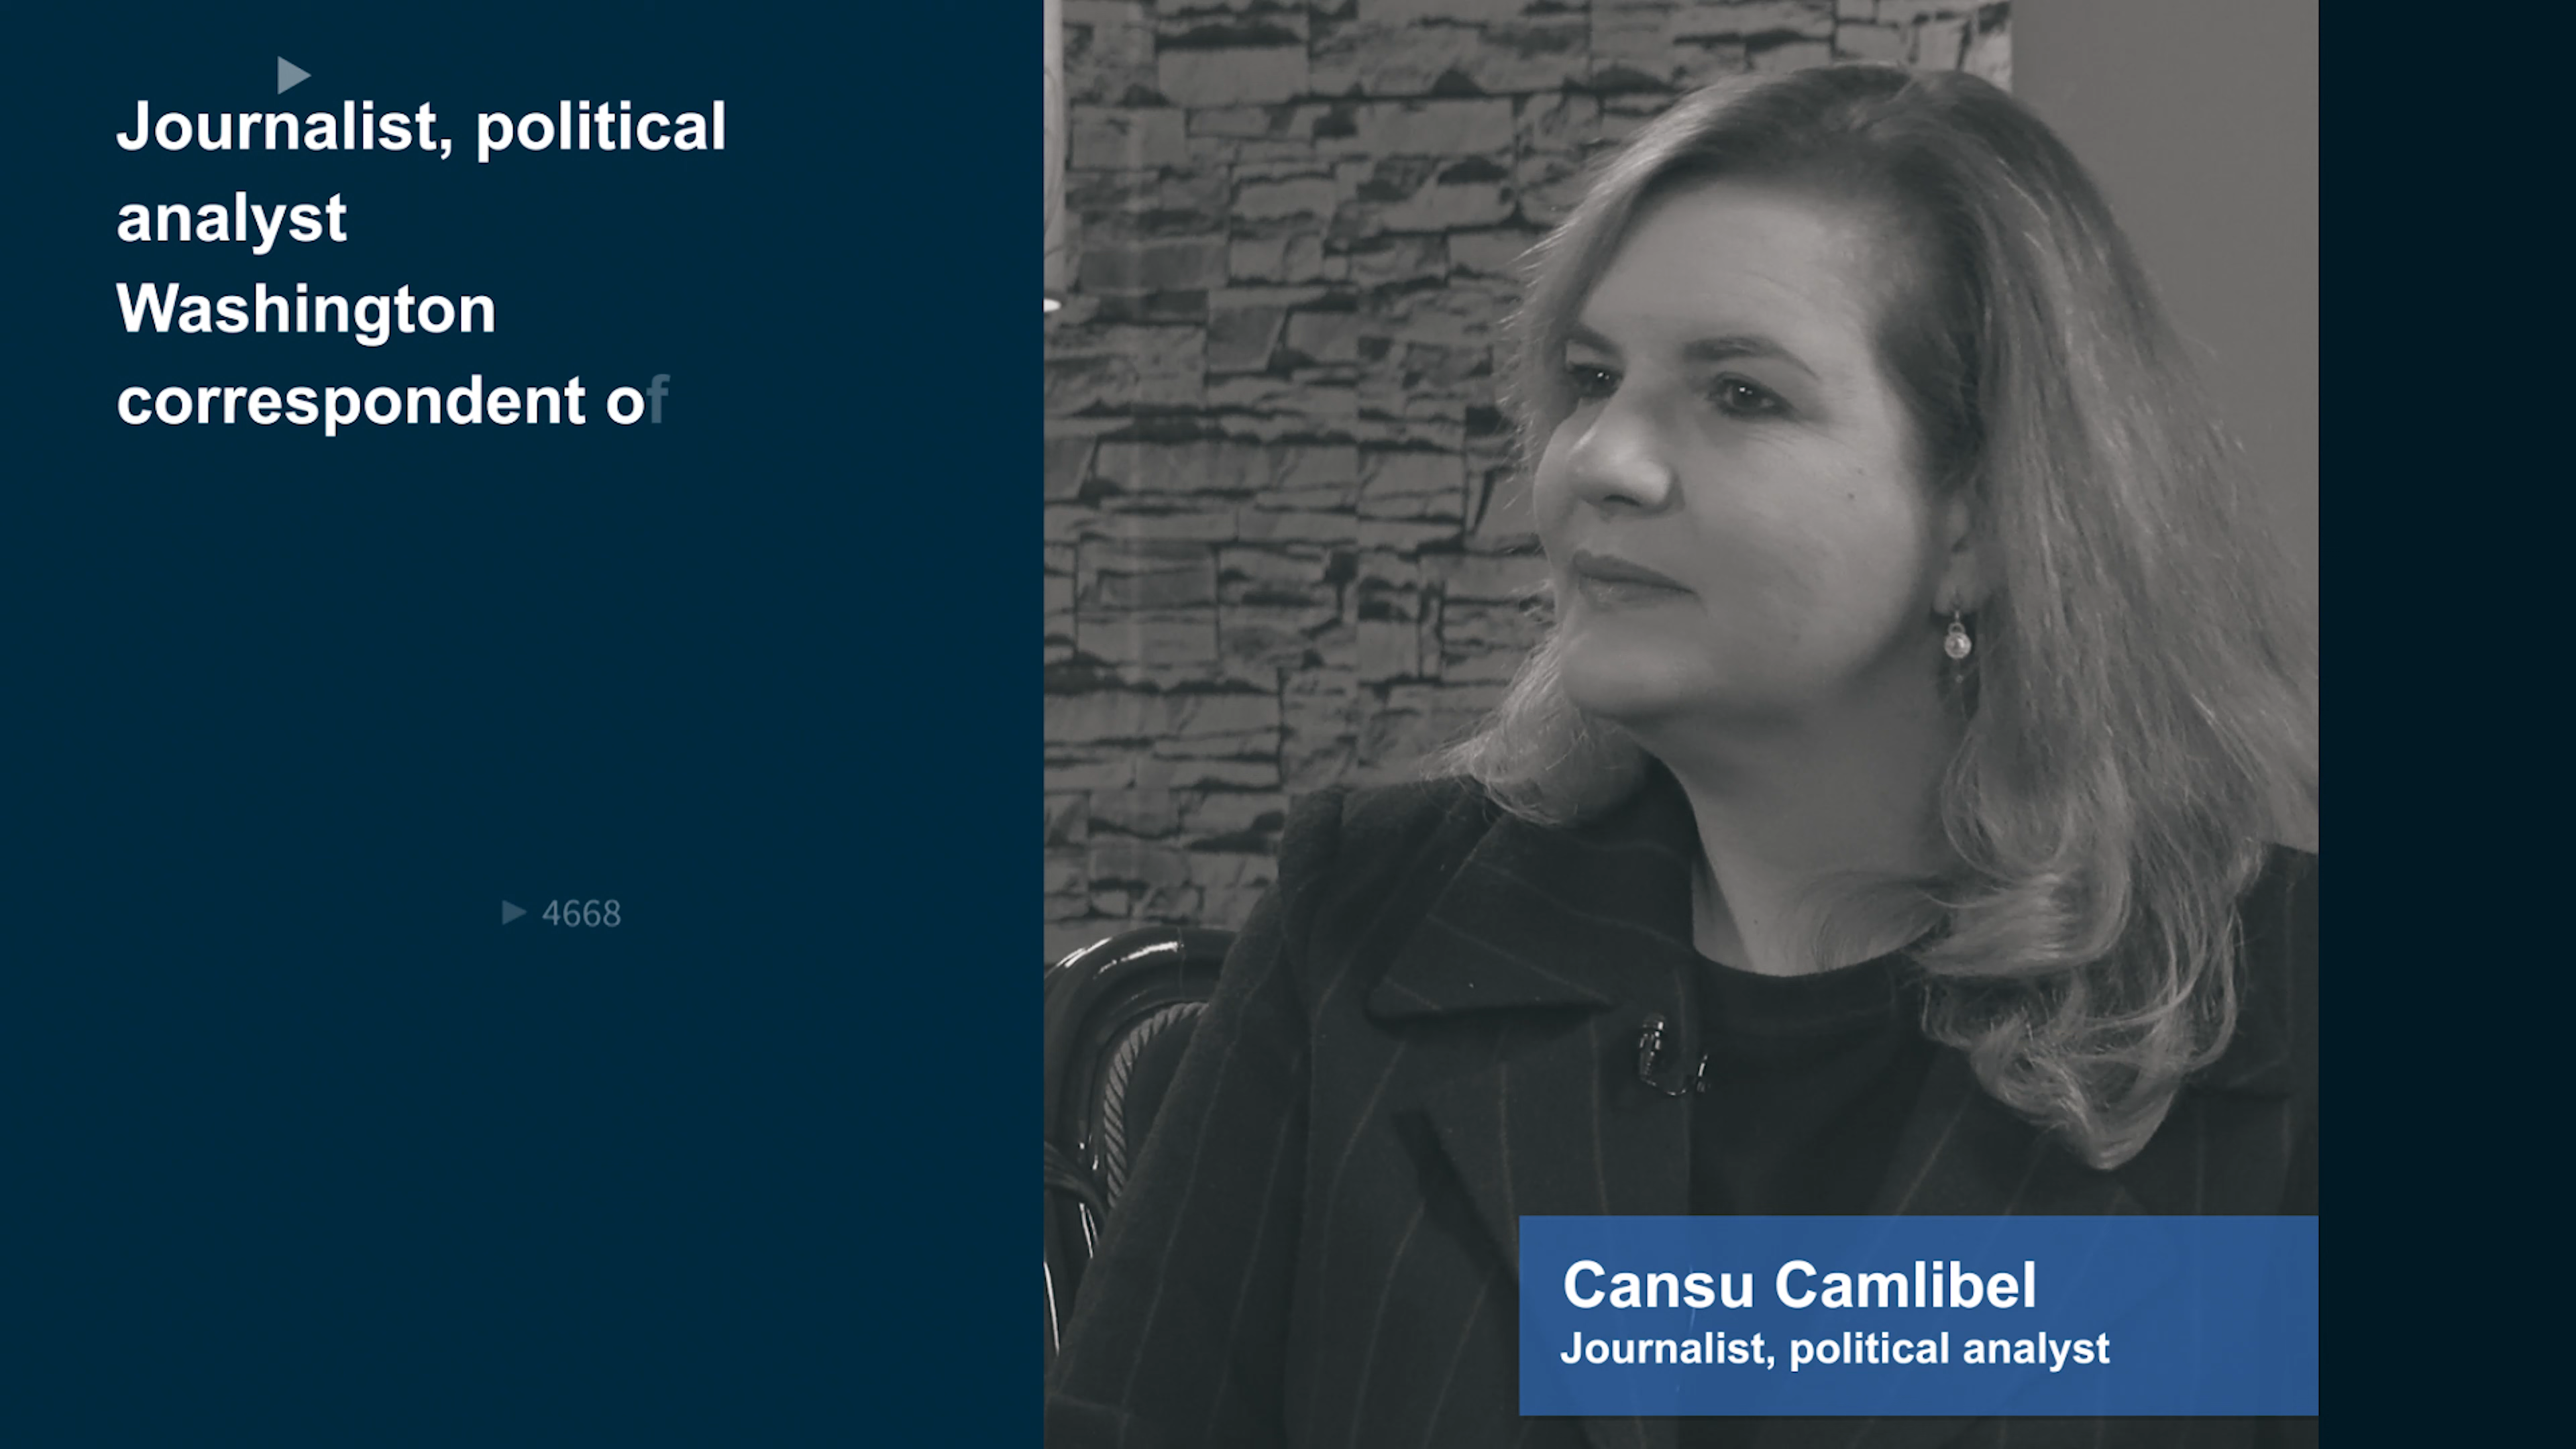 Journalist, political
analyst
Washington
correspondent of
4668
Cansu Camlibel
Journalist, political analyst